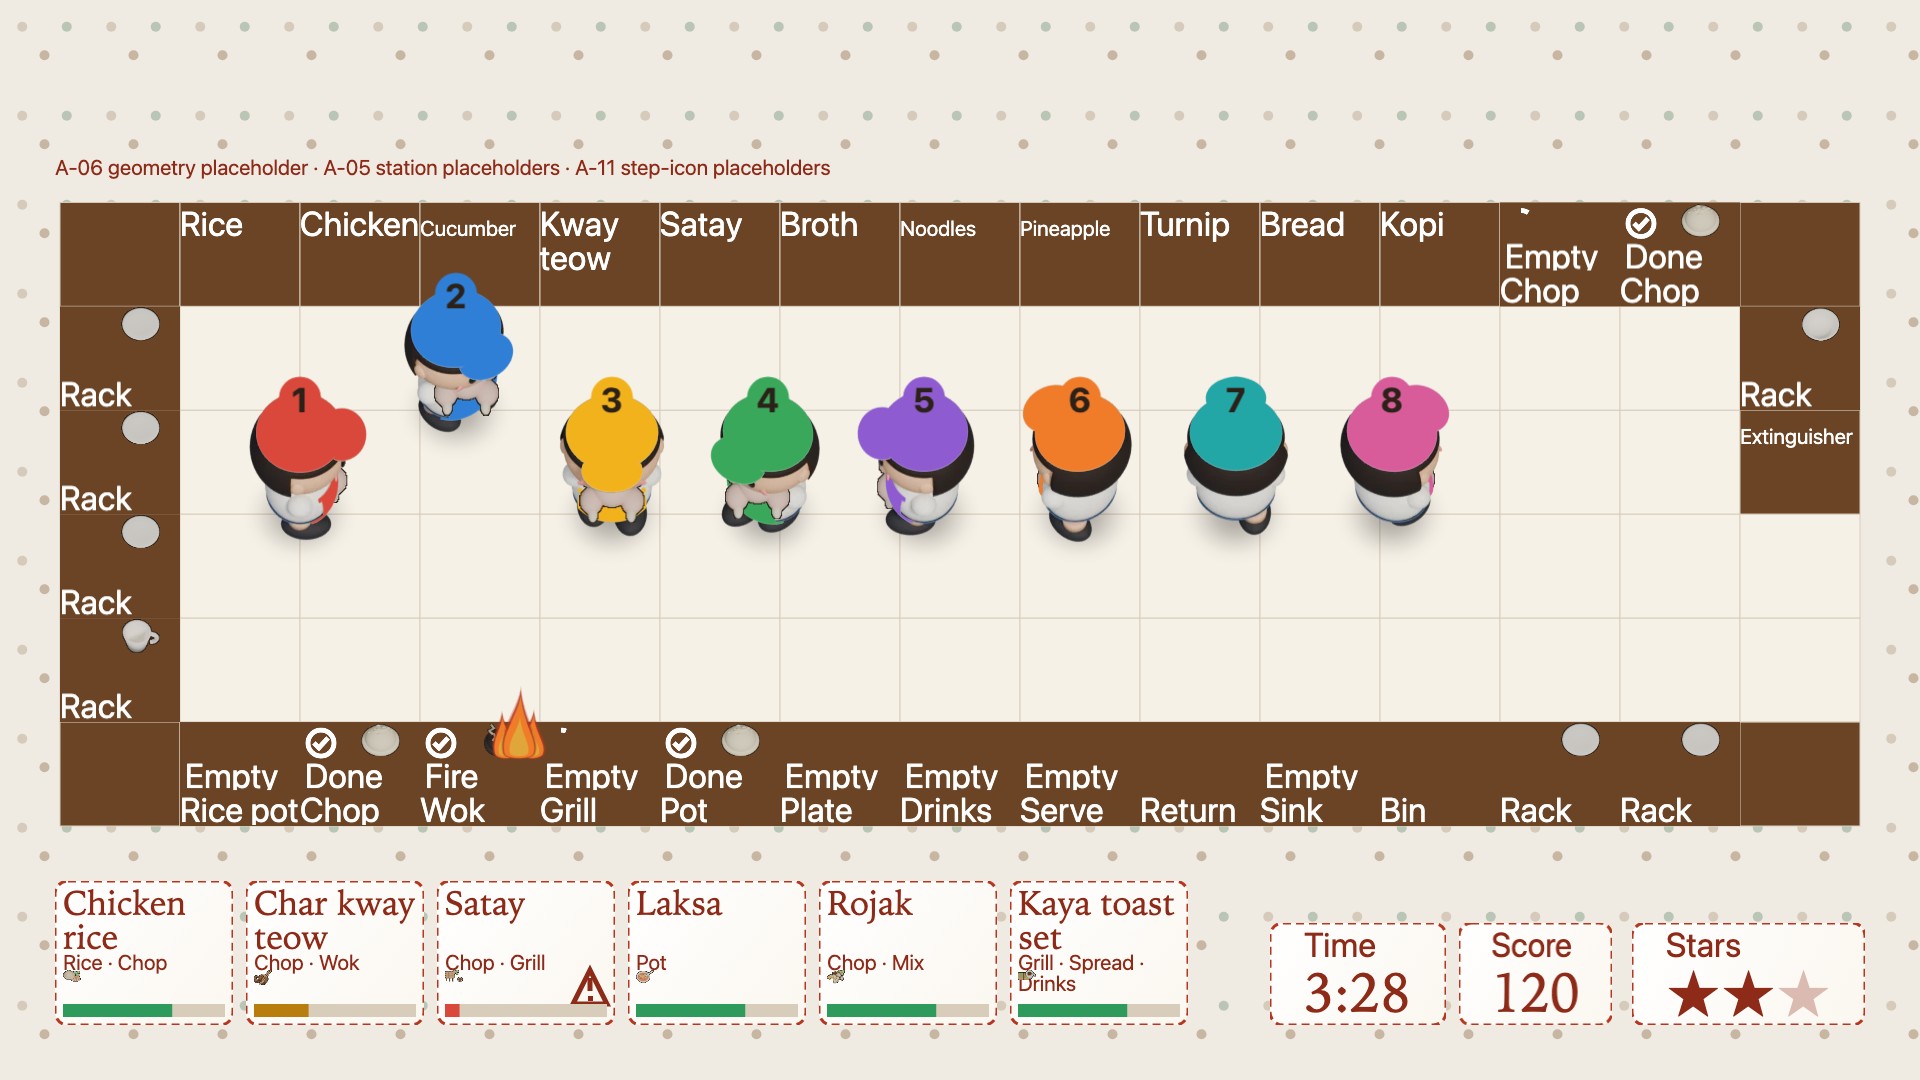 A-06 geometry placeholder · A-05 station placeholders · A-11 step-icon placeholders
Rice
Chicken
Cucumber
Kway
teow
Satay
Broth
Noodles
Pineapple
Turnip
Bread
Kopi
Empty
Chop
Done
Chop
Rack
Rack
Rack
Rack
Rack
Extinguisher
2
1
3
4
5
6
7
8
Empty
Rice pot
Done
Chop
Fire
Wok
Empty
Grill
Done
Pot
Empty
Plate
Empty
Drinks
Empty
Serve
Return
Empty
Sink
Bin
Rack
Rack
Chicken
rice
Rice · Chop
Char kway
teow
Chop · Wok
Satay
Chop · Grill
Laksa
Pot
Rojak
Chop · Mix
Kaya toast
set
Grill · Spread ·
Drinks
Time
3:28
Score
120
Stars